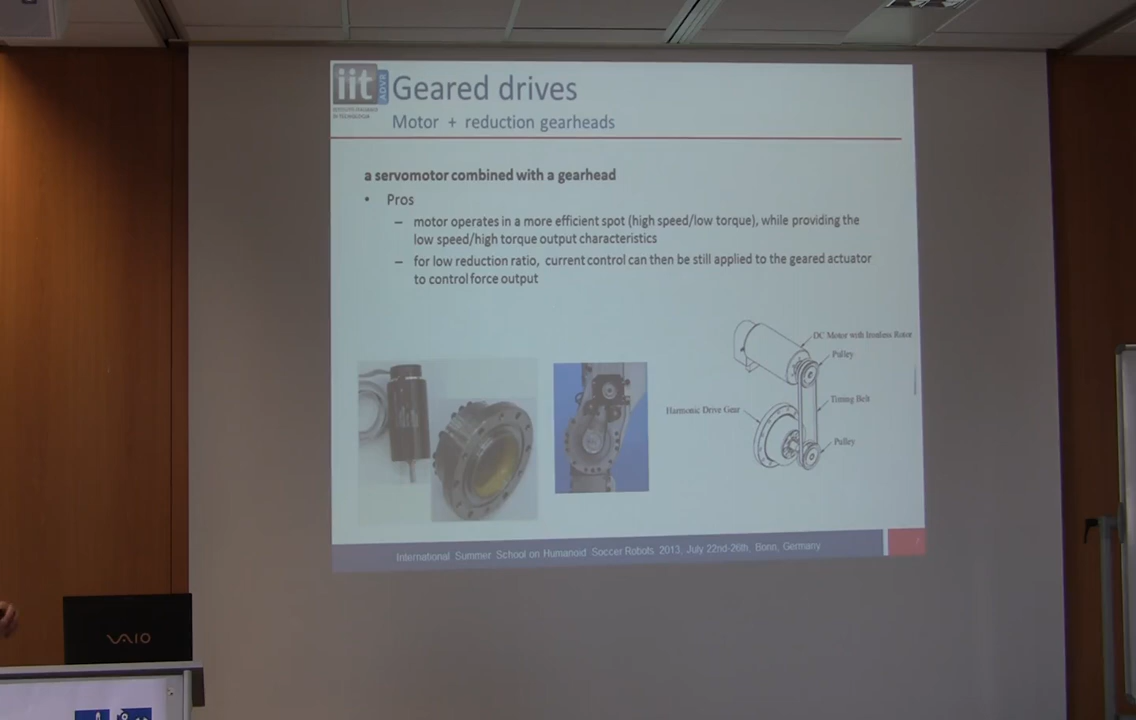 iit
ADVR
Geared drives
Motor + reduction gearheads
a servomotor combined with a gearhead
• Pros
– motor operates in a more efficient spot (high speed/low torque), while providing the
low speed/high torque output characteristics
– for low reduction ratio, current control can then be still applied to the geared actuator
to control force output
DC Motor with Ironless Rotor
Pulley
Timing Belt
Harmonic Drive Gear
Pulley
International Summer School on Humanoid Soccer Robots 2013, July 22nd-26th, Bonn, Germany
VAIO